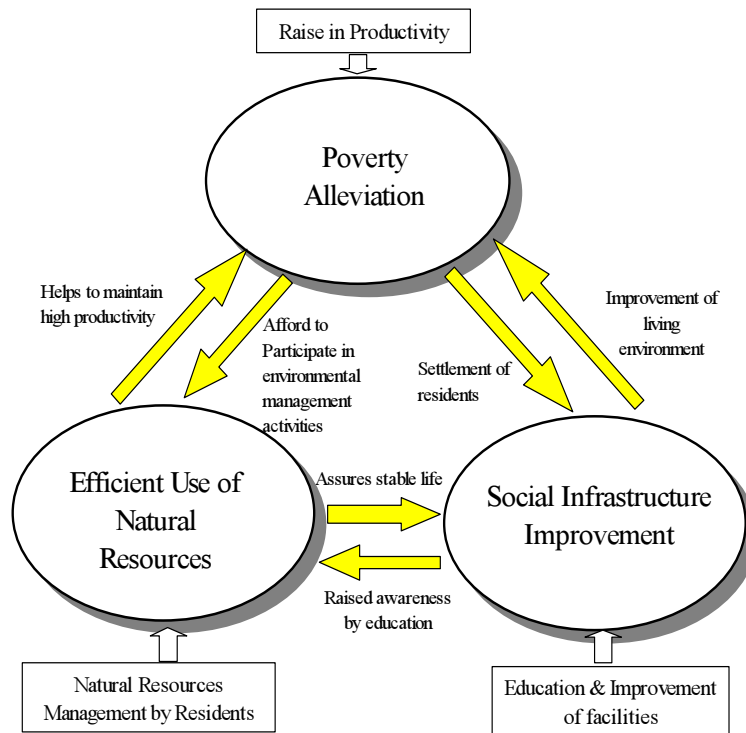 Raise in Productivity
Poverty
Alleviation
Helps to maintain
high productivity
Afford to
Participate in
environmental
management
activities
Settlement of
residents
Improvement of
living
environment
Efficient Use of
Natural
Resources
Assures stable life
Raised awareness
by education
Social Infrastructure
Improvement
Natural Resources
Management by Residents
Education & Improvement
of facilities